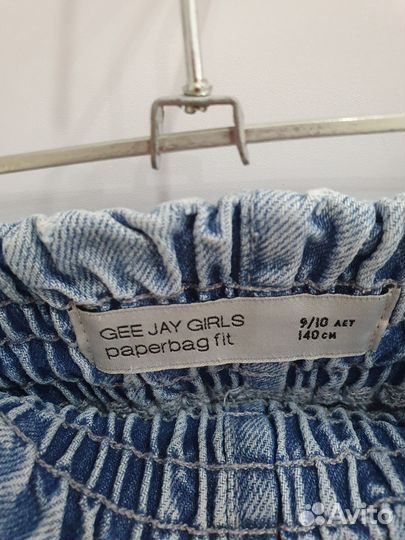 GEE JAY GIRLS
paperbag fit
9/10 ЛЕТ
140 СМ
Avito